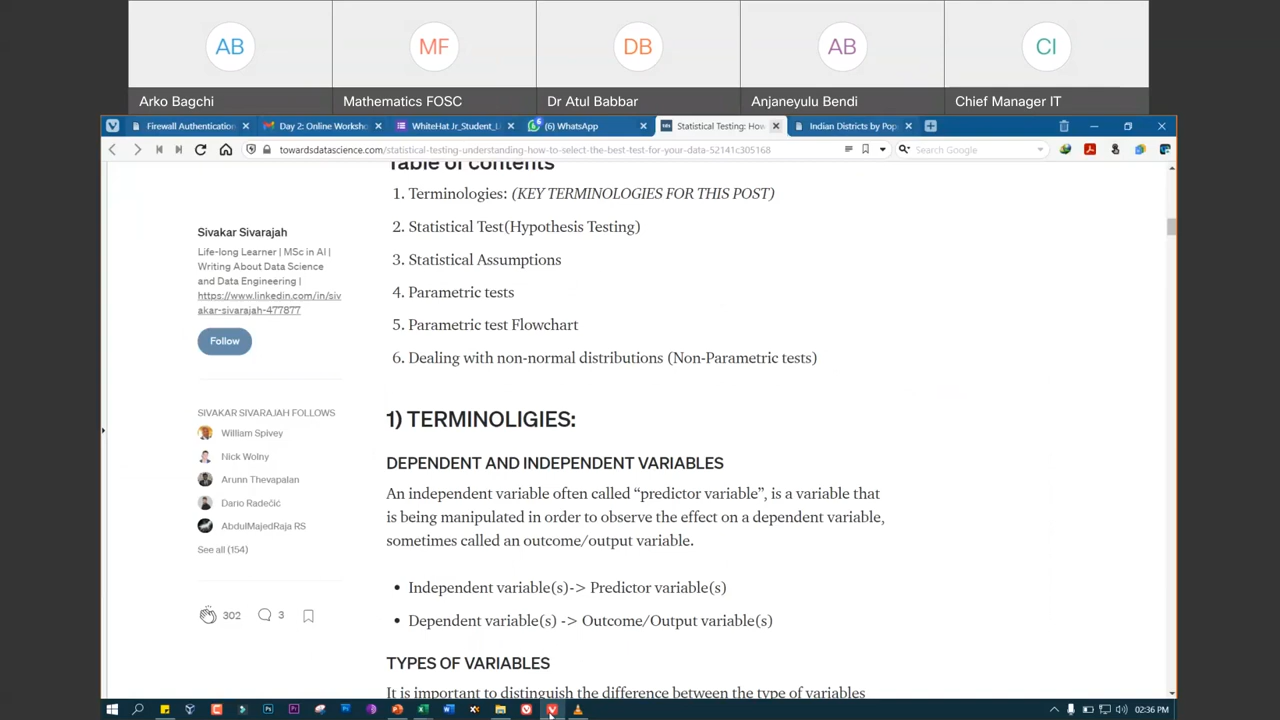 AB
MF
DB
AB
CI
Arko Bagchi
Mathematics FOSC
Dr Atul Babbar
Anjaneyulu Bendi
Chief Manager IT
Firewall Authentication
Day 2: Online Worksho
WhiteHat Jr_Student_L
(6) WhatsApp
Statistical Testing: How
Indian Districts by Pop
towardsdatascience.com/statistical-testing-understanding-how-to-select-the-best-test-for-your-data-52141c305168
Search Google
Table of contents
1. Terminologies: (KEY TERMINOLOGIES FOR THIS POST)
2. Statistical Test(Hypothesis Testing)
3. Statistical Assumptions
4. Parametric tests
5. Parametric test Flowchart
6. Dealing with non-normal distributions (Non-Parametric tests)
Sivakar Sivarajah
Life-long Learner | MSc in AI |
Writing About Data Science
and Data Engineering |
https://www.linkedin.com/in/siv
akar-sivarajah-477877
Follow
SIVAKAR SIVARAJAH FOLLOWS
William Spivey
Nick Wolny
Arunn Thevapalan
Dario Radečić
AbdulMajedRaja RS
See all (154)
302
3
1) TERMINOLIGIES:
DEPENDENT AND INDEPENDENT VARIABLES
An independent variable often called “predictor variable”, is a variable that
is being manipulated in order to observe the effect on a dependent variable,
sometimes called an outcome/output variable.
• Independent variable(s)-> Predictor variable(s)
• Dependent variable(s) -> Outcome/Output variable(s)
TYPES OF VARIABLES
It is important to distinguish the difference between the type of variables
02:36 PM